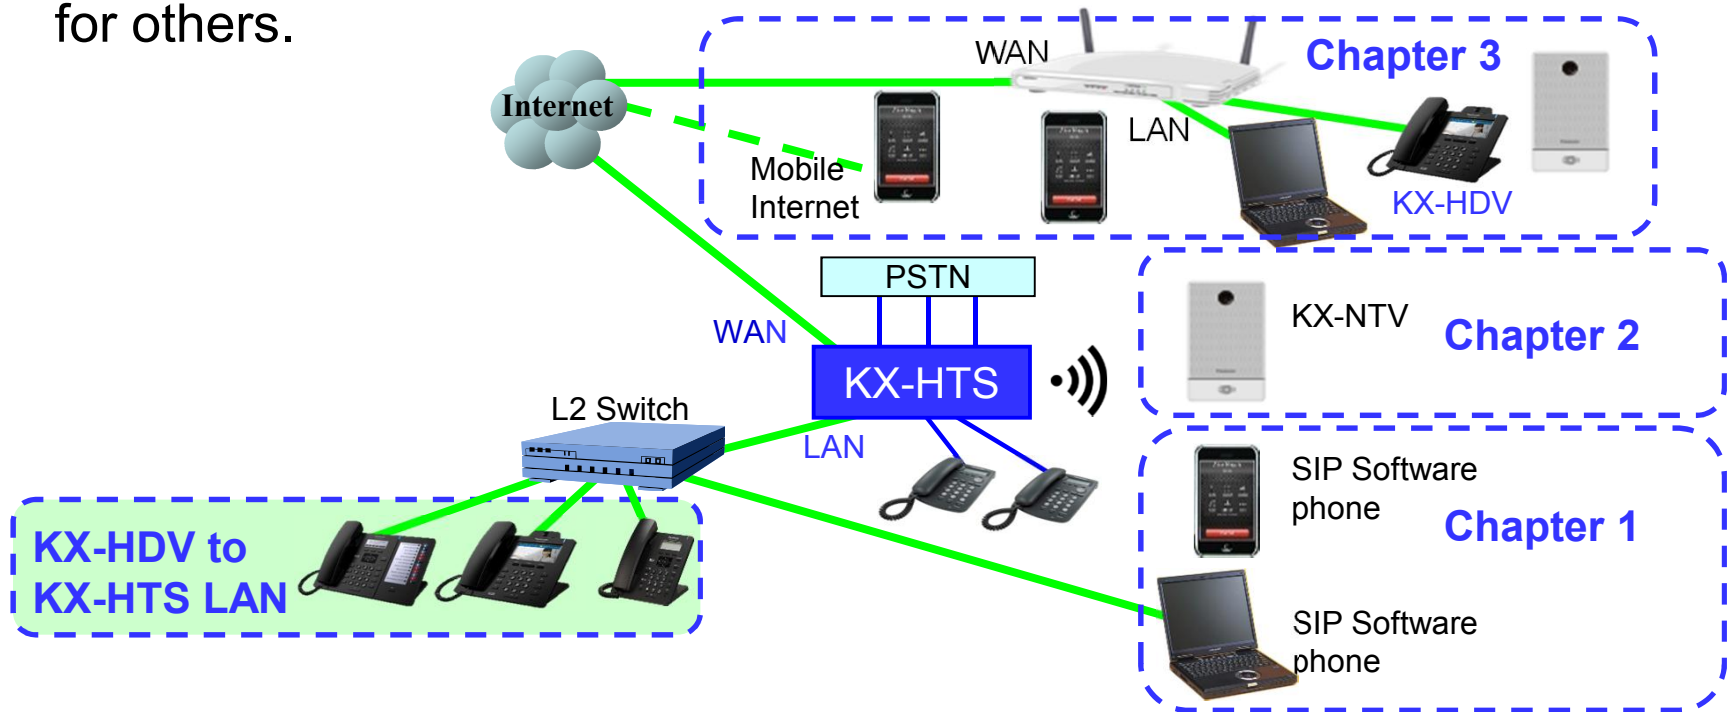 for others.
WAN
Chapter 3
Internet
LAN
Mobile
Internet
KX-HDV
PSTN
KX-NTV
Chapter 2
WAN
KX-HTS
L2 Switch
LAN
SIP Software
phone
Chapter 1
KX-HDV to
KX-HTS LAN
SIP Software
phone